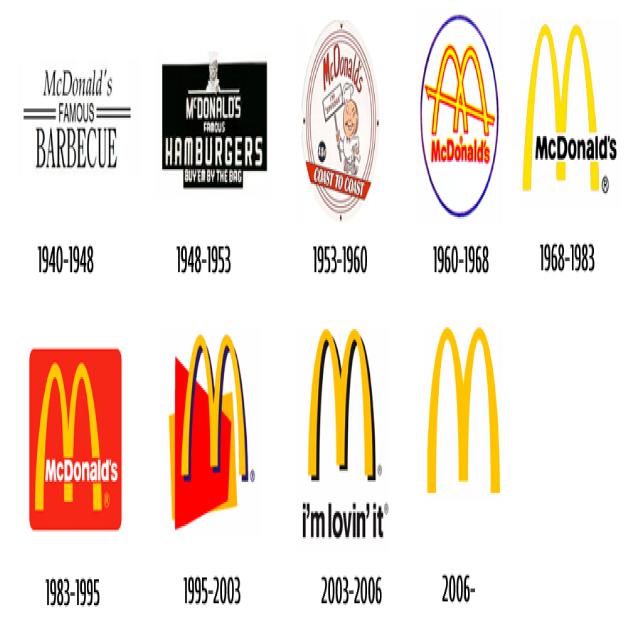 McDonald's
FAMOUS
BARBECUE
McDONALD'S
FAMOUS
HAMBURGERS
BUY'EM BY THE BAG
McDonalds
COAST TO COAST
McDonald's
McDonald's
®
1940-1948
1948-1953
1953-1960
1960-1968
1968-1983
McDonald's
®
®
®
i'm lovin' it®
1983-1995
1995-2003
2003-2006
2006-